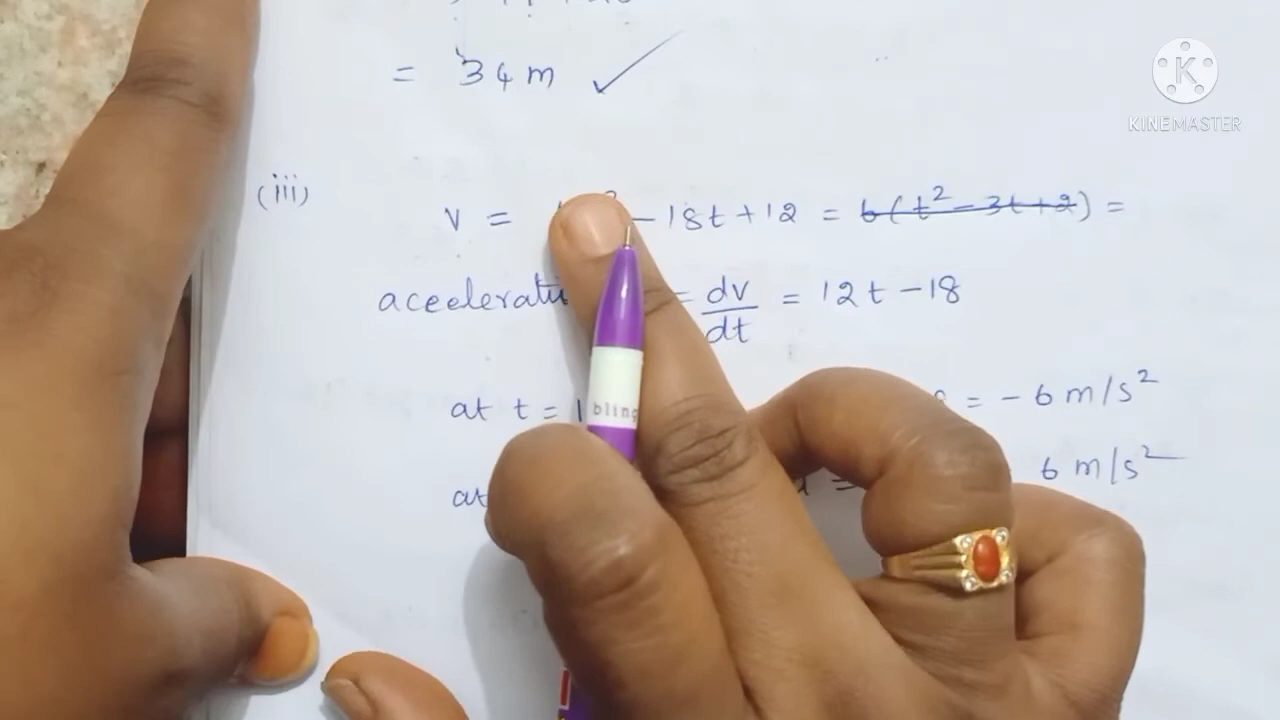 = 34 m ✓
K
KINEMASTER
(iii)
v = - 18t + 12 = 6(t² - 3t + 2) =
= dv/dt = 12t - 18
at t = 1 = - 6 m/s²
at = 6 m/s²
bling